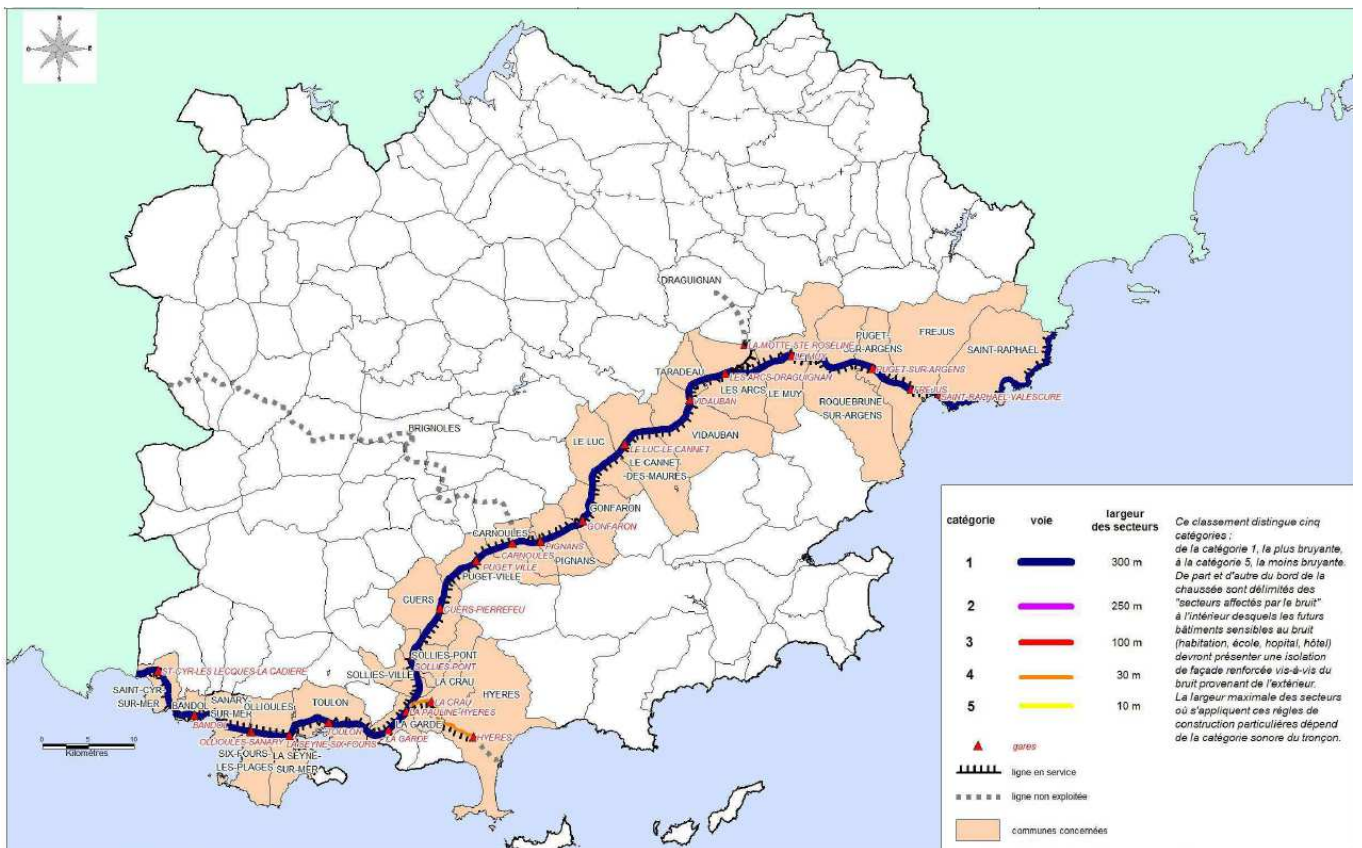 DRAGUIGNAN
LA MOTTE-STE ROSELINE
LE MUY
FREJUS
PUGET-
SUR-ARGENS
SAINT-RAPHAEL
TARADEAU
PUGET-SUR-ARGENS
LES ARCS-DRAGUIGNAN
LES ARCS
LE MUY
FREJUS
SAINT-RAPHAEL-VALESCURE
VIDAUBAN
ROQUEBRUNE-
SUR-ARGENS
BRIGNOLES
VIDAUBAN
LE LUC
LE LUC-LE CANNET
LE CANNET
-DES-MAURES
GONFARON
GONFARON
CARNOULES
PIGNANS
CARNOULES
PIGNANS
PUGET VILLE
PUGET-VILLE
CUERS
CUERS-PIERREFEU
SOLLIES-PONT
SOLLIES-PONT
SOLLIES-VILLE
LA CRAU
HYERES
ST-CYR-LES LECQUES-LA CADIERE
SAINT-CYR-
SUR-MER
BANDOL
SANARY-
SUR-MER
OLLIOULES
TOULON
LA CRAU
LA PAULINE-HYERES
BANDOL
TOULON
LA GARDE
LA GARDE
HYERES
OLLIOULES-SANARY
LA SEYNE-SIX-FOURS
SIX-FOURS-
LES-PLAGES
LA SEYNE-
SUR-MER
0 5 10
Kilomètres
catégorie voie largeur
des secteurs
1 300 m
2 250 m
3 100 m
4 30 m
5 10 m
gares
ligne en service
ligne non exploitée
communes concernées
Ce classement distingue cinq
catégories :
de la catégorie 1, la plus bruyante,
à la catégorie 5, la moins bruyante.
De part et d'autre du bord de la
chaussée sont délimités des
"secteurs affectés par le bruit"
à l'intérieur desquels les futurs
bâtiments sensibles au bruit
(habitation, école, hopital, hôtel)
devront présenter une isolation
de façade renforcée vis-à-vis du
bruit provenant de l'extérieur.
La largeur maximale des secteurs
où s'appliquent ces règles de
construction particulières dépend
de la catégorie sonore du tronçon.